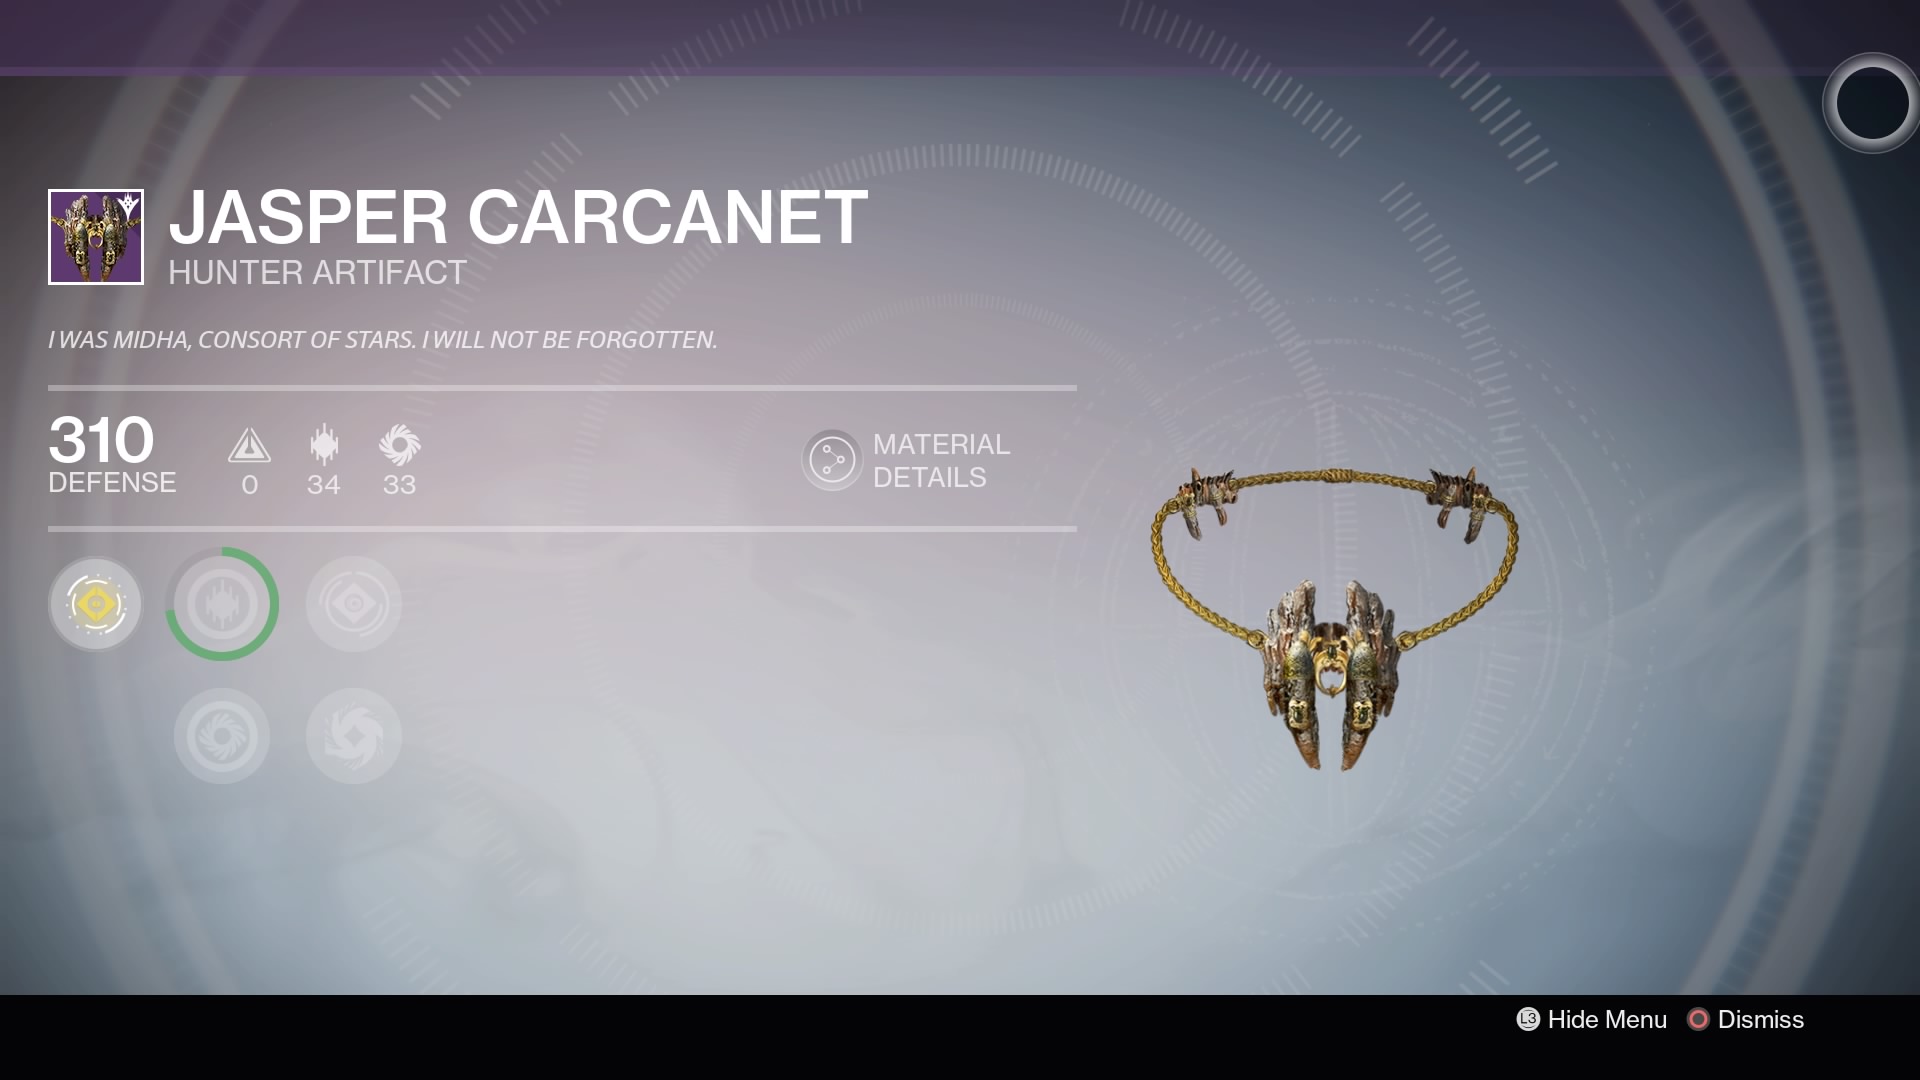 JASPER CARCANET
HUNTER ARTIFACT
I WAS MIDHA, CONSORT OF STARS. I WILL NOT BE FORGOTTEN.
310
DEFENSE
0 34 33
MATERIAL
DETAILS
L3 Hide Menu Dismiss